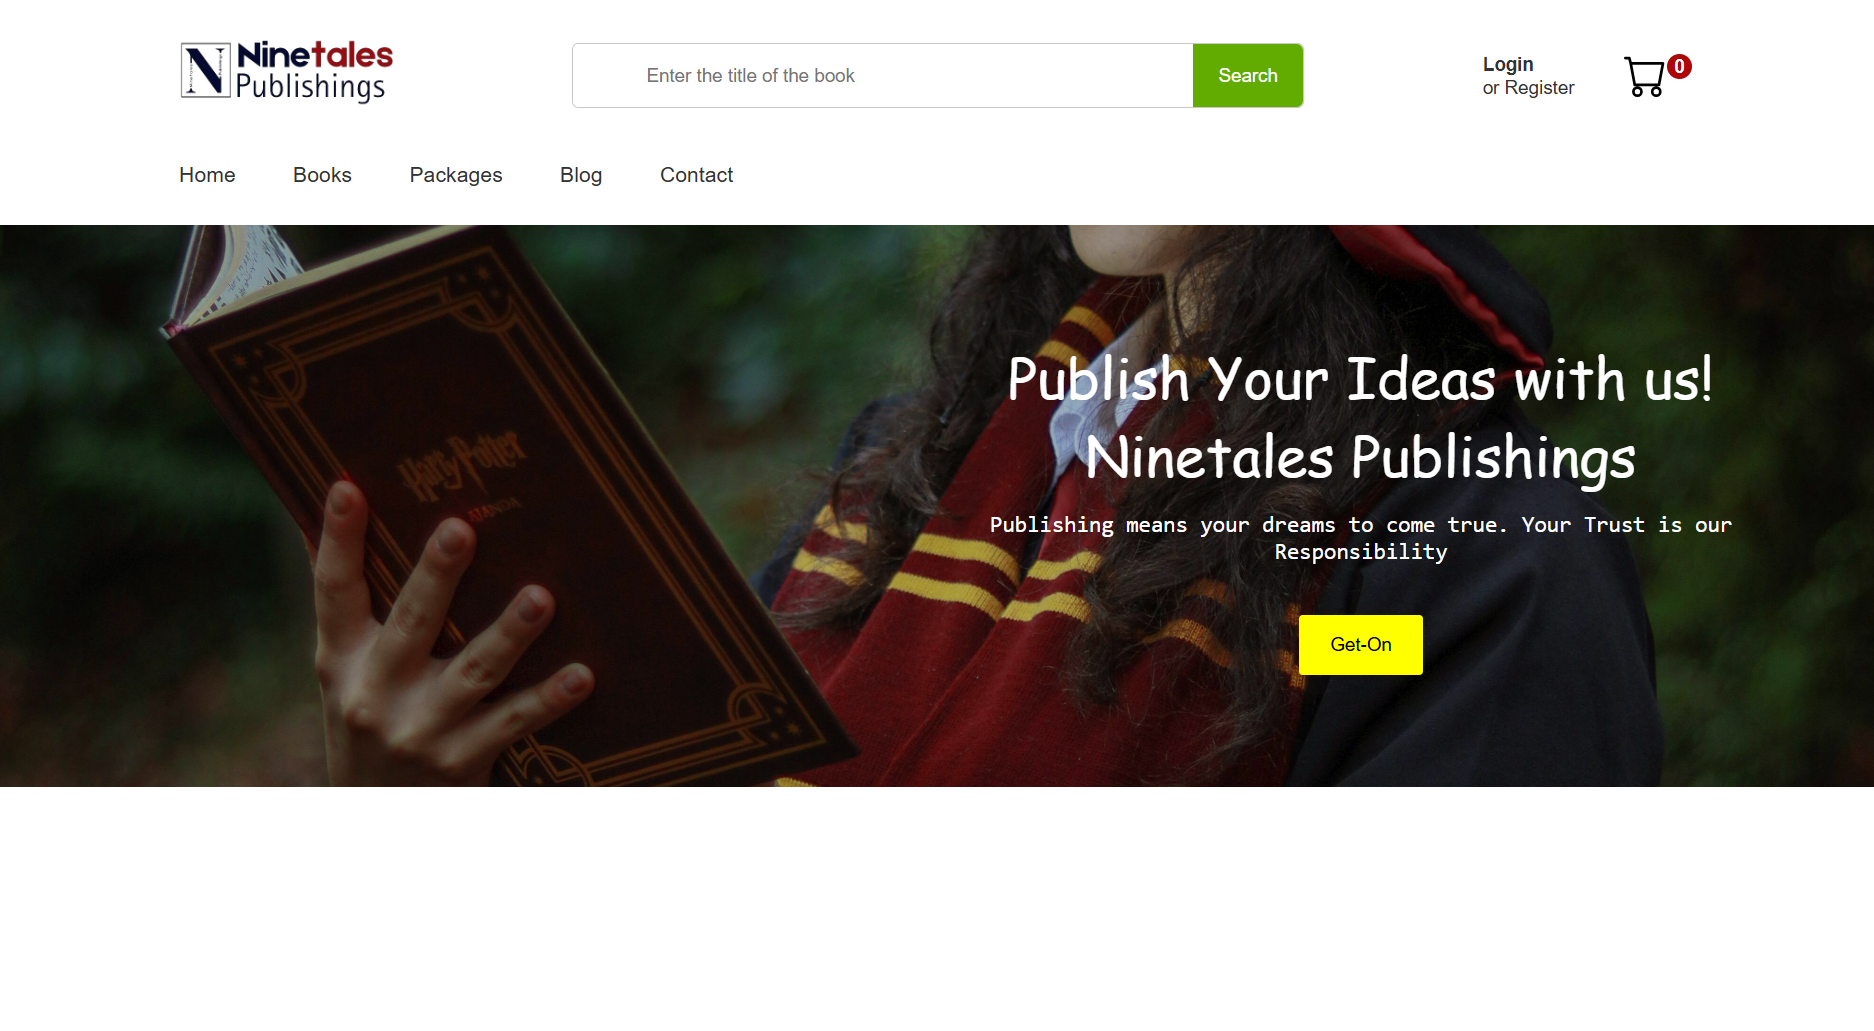 Ninetales
Publishings
Enter the title of the book
Search
Login
or Register
0
Home
Books
Packages
Blog
Contact
Harry Potter
Publish Your Ideas with us!
Ninetales Publishings
Publishing means your dreams to come true. Your Trust is our
Responsibility
Get-On